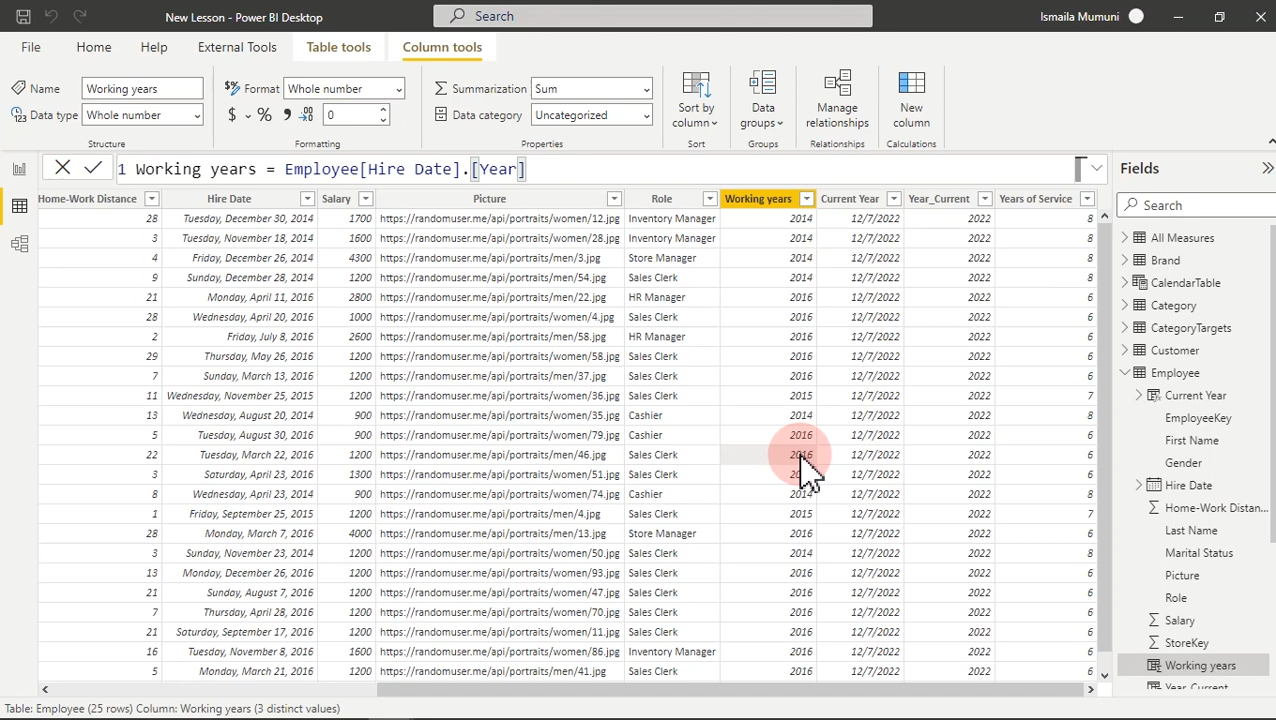 New Lesson - Power BI Desktop
Search
Ismaila Mumuni
File Home Help External Tools Table tools Column tools
Name Working years
Data type Whole number
Structure
Format Whole number
$ % 0
Formatting
Summarization Sum
Data category Uncategorized
Properties
Sort by column
Sort
Data groups
Groups
Manage relationships
Relationships
New column
Calculations
1 Working years = Employee[Hire Date].[Year]
Home-Work Distance Hire Date Salary Picture Role Working years Current Year Year_Current Years of Service
28 Tuesday, December 30, 2014 1700 https://randomuser.me/api/portraits/women/12.jpg Inventory Manager 2014 12/7/2022 2022 8
3 Tuesday, November 18, 2014 1600 https://randomuser.me/api/portraits/women/28.jpg Inventory Manager 2014 12/7/2022 2022 8
4 Friday, December 26, 2014 4300 https://randomuser.me/api/portraits/men/3.jpg Store Manager 2014 12/7/2022 2022 8
9 Sunday, December 28, 2014 1200 https://randomuser.me/api/portraits/men/54.jpg Sales Clerk 2014 12/7/2022 2022 8
21 Monday, April 11, 2016 2800 https://randomuser.me/api/portraits/men/22.jpg HR Manager 2016 12/7/2022 2022 6
28 Wednesday, April 20, 2016 1000 https://randomuser.me/api/portraits/women/4.jpg Sales Clerk 2016 12/7/2022 2022 6
2 Friday, July 8, 2016 2600 https://randomuser.me/api/portraits/men/58.jpg HR Manager 2016 12/7/2022 2022 6
29 Thursday, May 26, 2016 1200 https://randomuser.me/api/portraits/women/58.jpg Sales Clerk 2016 12/7/2022 2022 6
7 Sunday, March 13, 2016 1200 https://randomuser.me/api/portraits/men/37.jpg Sales Clerk 2016 12/7/2022 2022 6
11 Wednesday, November 25, 2015 1200 https://randomuser.me/api/portraits/women/36.jpg Sales Clerk 2015 12/7/2022 2022 7
13 Wednesday, August 20, 2014 900 https://randomuser.me/api/portraits/women/35.jpg Cashier 2014 12/7/2022 2022 8
5 Tuesday, August 30, 2016 900 https://randomuser.me/api/portraits/women/79.jpg Cashier 2016 12/7/2022 2022 6
22 Tuesday, March 22, 2016 1200 https://randomuser.me/api/portraits/men/46.jpg Sales Clerk 2016 12/7/2022 2022 6
3 Saturday, April 23, 2016 1300 https://randomuser.me/api/portraits/women/51.jpg Sales Clerk 12/7/2022 2022 6
8 Wednesday, April 23, 2014 900 https://randomuser.me/api/portraits/women/74.jpg Cashier 2014 12/7/2022 2022 8
1 Friday, September 25, 2015 1200 https://randomuser.me/api/portraits/men/4.jpg Sales Clerk 2015 12/7/2022 2022 7
28 Monday, March 7, 2016 4000 https://randomuser.me/api/portraits/men/13.jpg Store Manager 2016 12/7/2022 2022 6
3 Sunday, November 23, 2014 1200 https://randomuser.me/api/portraits/women/50.jpg Sales Clerk 2014 12/7/2022 2022 8
13 Monday, December 26, 2016 1200 https://randomuser.me/api/portraits/women/93.jpg Sales Clerk 2016 12/7/2022 2022 6
21 Sunday, August 7, 2016 1200 https://randomuser.me/api/portraits/women/47.jpg Sales Clerk 2016 12/7/2022 2022 6
7 Thursday, April 28, 2016 1200 https://randomuser.me/api/portraits/women/70.jpg Sales Clerk 2016 12/7/2022 2022 6
21 Saturday, September 17, 2016 1200 https://randomuser.me/api/portraits/women/11.jpg Sales Clerk 2016 12/7/2022 2022 6
16 Tuesday, November 8, 2016 1600 https://randomuser.me/api/portraits/women/86.jpg Inventory Manager 2016 12/7/2022 2022 6
5 Monday, March 21, 2016 1200 https://randomuser.me/api/portraits/men/41.jpg Sales Clerk 2016 12/7/2022 2022 6
Fields
Search
All Measures
Brand
CalendarTable
Category
CategoryTargets
Customer
Employee
Current Year
EmployeeKey
First Name
Gender
Hire Date
Home-Work Distan...
Last Name
Marital Status
Picture
Role
Salary
StoreKey
Working years
Year_Current
Table: Employee (25 rows) Column: Working years (3 distinct values)